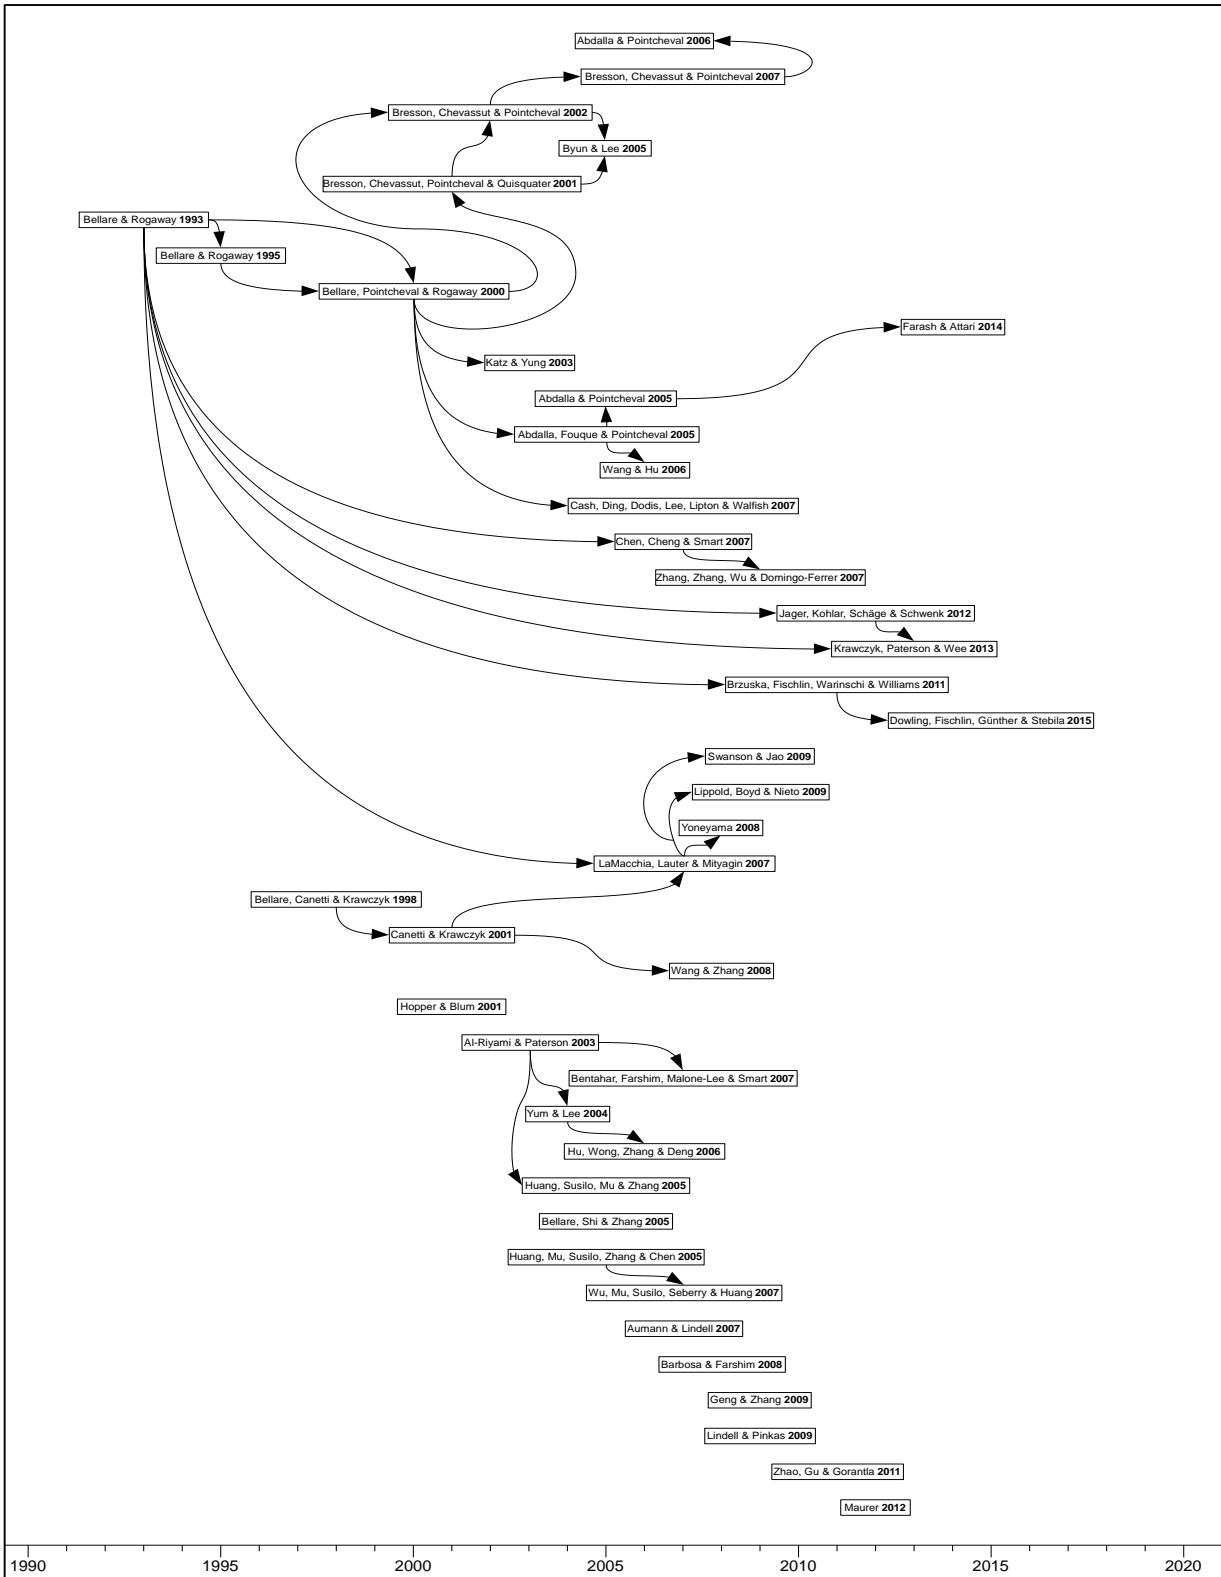 Abdalla & Pointcheval 2006
Bresson, Chevassut & Pointcheval 2007
Bresson, Chevassut & Pointcheval 2002
Byun & Lee 2005
Bresson, Chevassut, Pointcheval & Quisquater 2001
Bellare & Rogaway 1993
Bellare & Rogaway 1995
Bellare, Pointcheval & Rogaway 2000
Farash & Attari 2014
Katz & Yung 2003
Abdalla & Pointcheval 2005
Abdalla, Fouque & Pointcheval 2005
Wang & Hu 2006
Cash, Ding, Dodis, Lee, Lipton & Walfish 2007
Chen, Cheng & Smart 2007
Zhang, Zhang, Wu & Domingo-Ferrer 2007
Jager, Kohlar, Schäge & Schwenk 2012
Krawczyk, Paterson & Wee 2013
Brzuska, Fischlin, Warinschi & Williams 2011
Dowling, Fischlin, Günther & Stebila 2015
Swanson & Jao 2009
Lippold, Boyd & Nieto 2009
Yoneyama 2008
LaMacchia, Lauter & Mityagin 2007
Bellare, Canetti & Krawczyk 1998
Canetti & Krawczyk 2001
Wang & Zhang 2008
Hopper & Blum 2001
Al-Riyami & Paterson 2003
Bentahar, Farshim, Malone-Lee & Smart 2007
Yum & Lee 2004
Hu, Wong, Zhang & Deng 2006
Huang, Susilo, Mu & Zhang 2005
Bellare, Shi & Zhang 2005
Huang, Mu, Susilo, Zhang & Chen 2005
Wu, Mu, Susilo, Seberry & Huang 2007
Aumann & Lindell 2007
Barbosa & Farshim 2008
Geng & Zhang 2009
Lindell & Pinkas 2009
Zhao, Gu & Gorantla 2011
Maurer 2012
1990 1995 2000 2005 2010 2015 2020